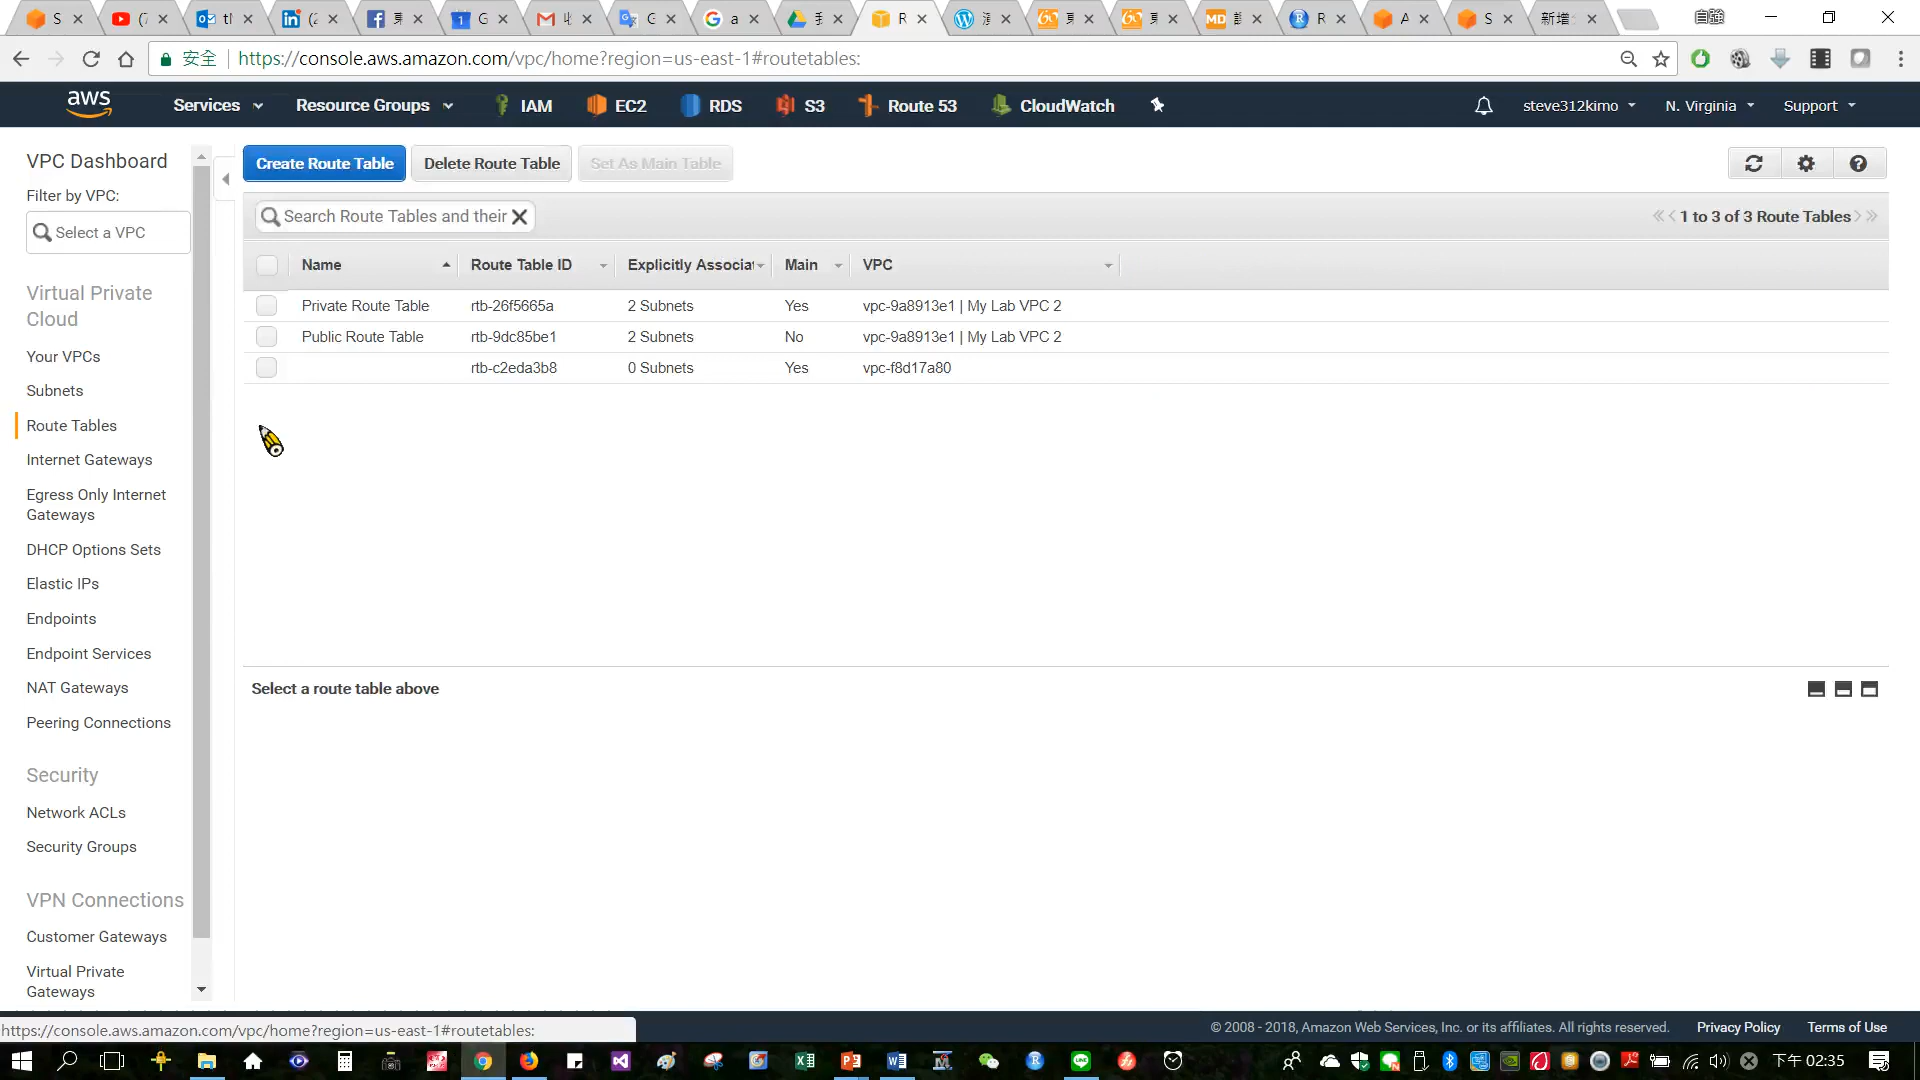 S
(7
tf
(2
G
G
a
R
MD
R
A
S
新增
自強
安全
https://console.aws.amazon.com/vpc/home?region=us-east-1#routetables:
aws
Services
Resource Groups
IAM
EC2
RDS
S3
Route 53
CloudWatch
steve312kimo
N. Virginia
Support
VPC Dashboard
Filter by VPC:
Select a VPC
Virtual Private
Cloud
Your VPCs
Subnets
Route Tables
Internet Gateways
Egress Only Internet
Gateways
DHCP Options Sets
Elastic IPs
Endpoints
Endpoint Services
NAT Gateways
Peering Connections
Security
Network ACLs
Security Groups
VPN Connections
Customer Gateways
Virtual Private
Gateways
Create Route Table
Delete Route Table
Set As Main Table
Search Route Tables and their
1 to 3 of 3 Route Tables
Name Route Table ID Explicitly Associat Main VPC
Private Route Table rtb-26f5665a 2 Subnets Yes vpc-9a8913e1 | My Lab VPC 2
Public Route Table rtb-9dc85be1 2 Subnets No vpc-9a8913e1 | My Lab VPC 2
rtb-c2eda3b8 0 Subnets Yes vpc-f8d17a80
Select a route table above
https://console.aws.amazon.com/vpc/home?region=us-east-1#routetables:
© 2008 - 2018, Amazon Web Services, Inc. or its affiliates. All rights reserved.
Privacy Policy
Terms of Use
下午 02:35